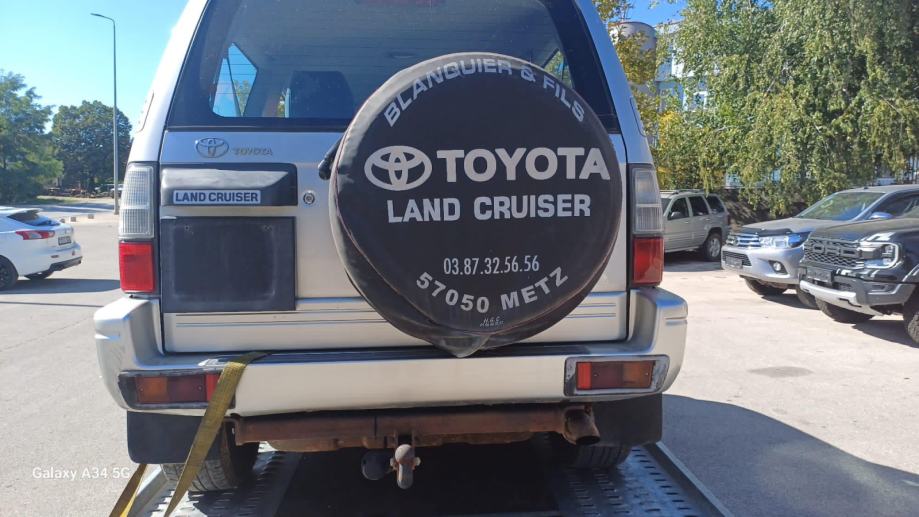 BLANQUIER & FILS
TOYOTA
TOYOTA
LAND CRUISER
LAND CRUISER
03.87.32.56.56
57050 METZ
Galaxy A34 5G